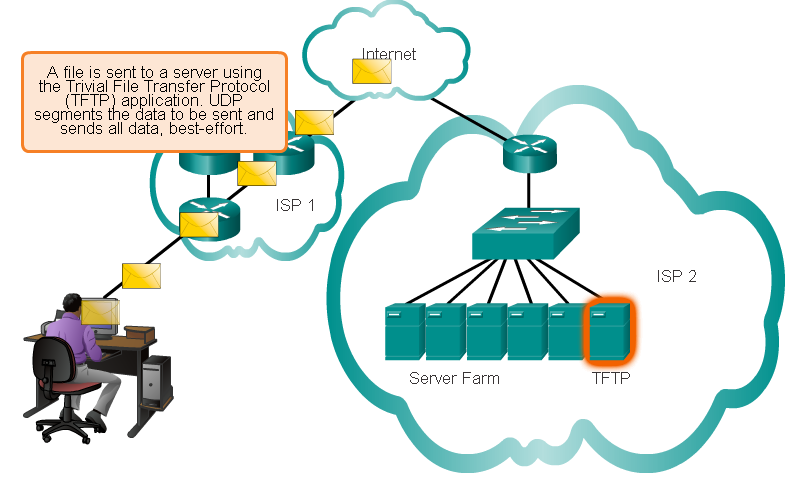 Internet
A file is sent to a server using
the Trivial File Transfer Protocol
(TFTP) application. UDP
segments the data to be sent and
sends all data, best-effort.
ISP 1
ISP 2
Server Farm
TFTP